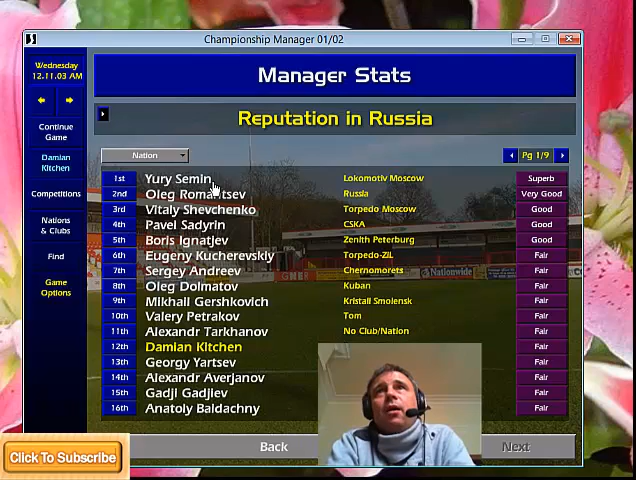 Championship Manager 01/02
Wednesday
12.11.03 AM
Manager Stats
Reputation in Russia
Continue
Game
Damian
Kitchen
Competitions
Nations
& Clubs
Find
Game
Options
Nation
Pg 1/9
1st Yury Semin Lokomotiv Moscow Superb
2nd Oleg Romantsev Russia Very Good
3rd Vitaly Shevchenko Torpedo Moscow Good
4th Pavel Sadyrin CSKA Good
5th Boris Ignatjev Zenith Peterburg Good
6th Eugeny Kucherevskiy Torpedo-ZiL Fair
7th Sergey Andreev Chernomorets Fair
8th Oleg Dolmatov Kuban Fair
9th Mikhail Gershkovich Kristall Smolensk Fair
10th Valery Petrakov Tom Fair
11th Alexandr Tarkhanov No Club/Nation Fair
12th Damian Kitchen Fair
13th Georgy Yartsev Fair
14th Alexandr Averjanov Fair
15th Gadji Gadjiev Fair
16th Anatoly Baldachny Fair
Back
Next
Click To Subscribe
GMB
Nationwide